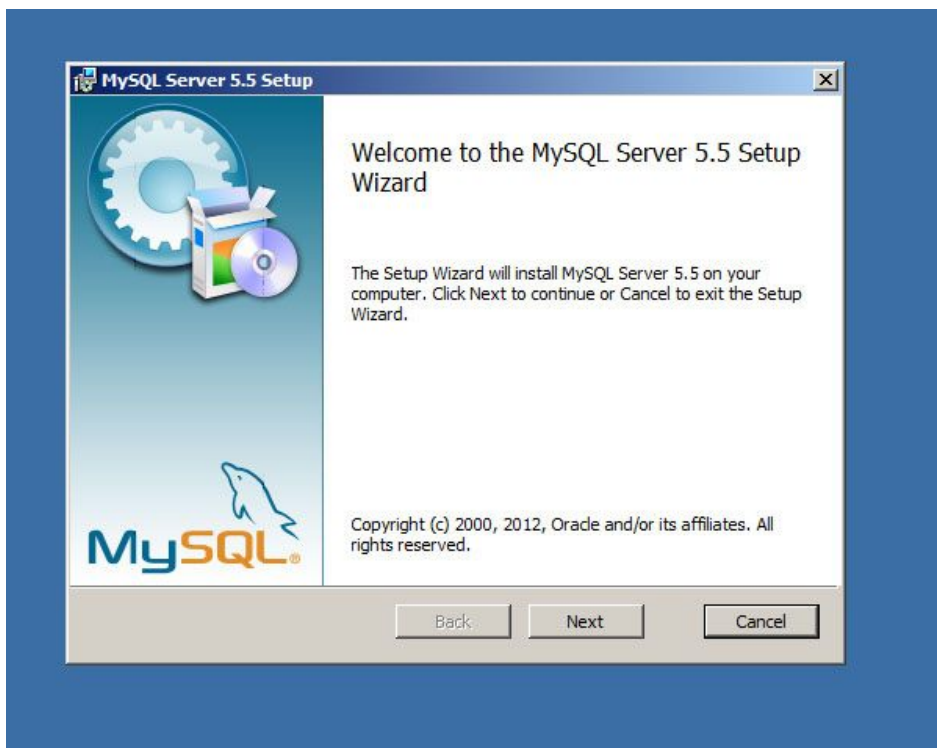 MySQL Server 5.5 Setup
Welcome to the MySQL Server 5.5 Setup
Wizard
The Setup Wizard will install MySQL Server 5.5 on your
computer. Click Next to continue or Cancel to exit the Setup
Wizard.
MySQL®
Copyright (c) 2000, 2012, Oracle and/or its affiliates. All
rights reserved.
Back Next Cancel